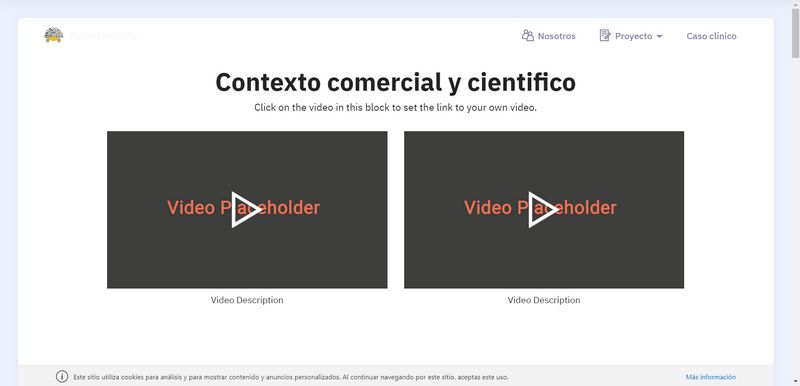 Nosotros
Proyecto
Caso clínico
Contexto comercial y cientifico
Click on the video in this block to set the link to your own video.
Video Placeholder
Video Placeholder
Video Description
Video Description
Este sitio utiliza cookies para análisis y para mostrar contenido y anuncios personalizados. Al continuar navegando por este sitio, aceptas este uso.
Más información